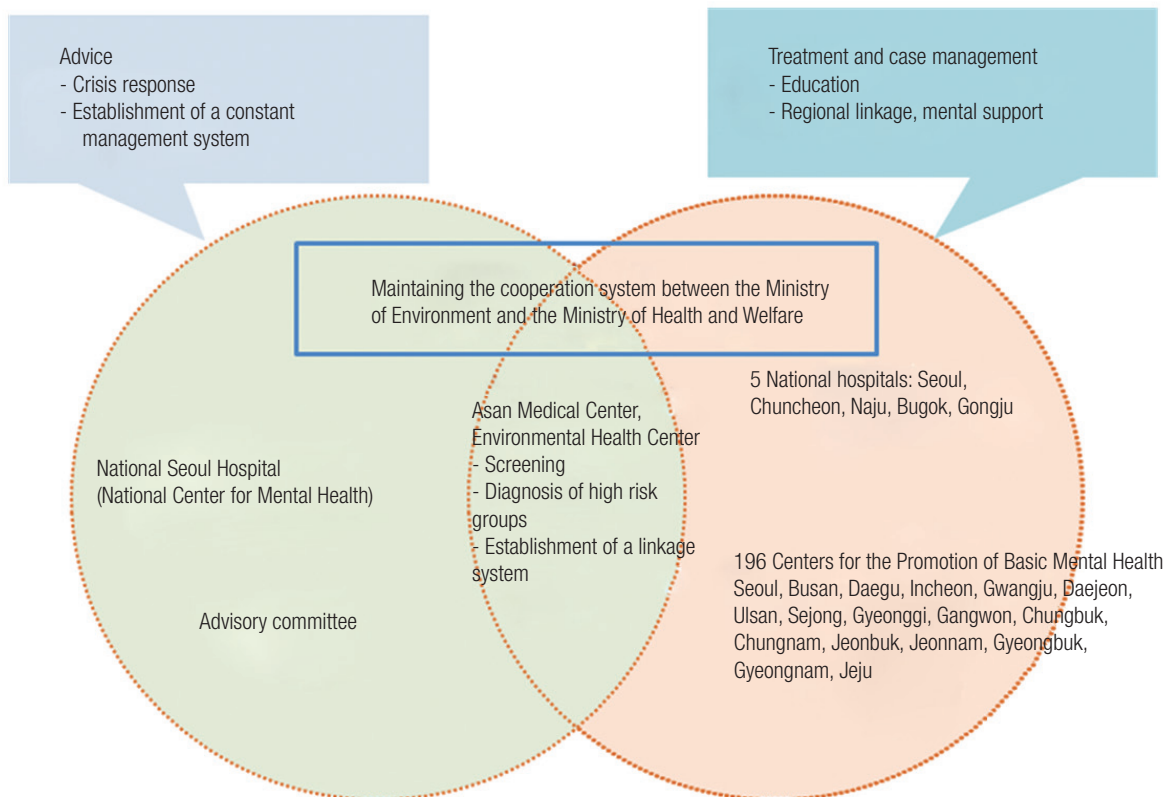 Advice
- Crisis response
- Establishment of a constant
management system
Treatment and case management
- Education
- Regional linkage, mental support
Maintaining the cooperation system between the Ministry
of Environment and the Ministry of Health and Welfare
5 National hospitals: Seoul,
Chuncheon, Naju, Bugok, Gongju
Asan Medical Center,
Environmental Health Center
- Screening
- Diagnosis of high risk
groups
- Establishment of a linkage
system
National Seoul Hospital
(National Center for Mental Health)
Advisory committee
196 Centers for the Promotion of Basic Mental Health
Seoul, Busan, Daegu, Incheon, Gwangju, Daejeon,
Ulsan, Sejong, Gyeonggi, Gangwon, Chungbuk,
Chungnam, Jeonbuk, Jeonnam, Gyeongbuk,
Gyeongnam, Jeju